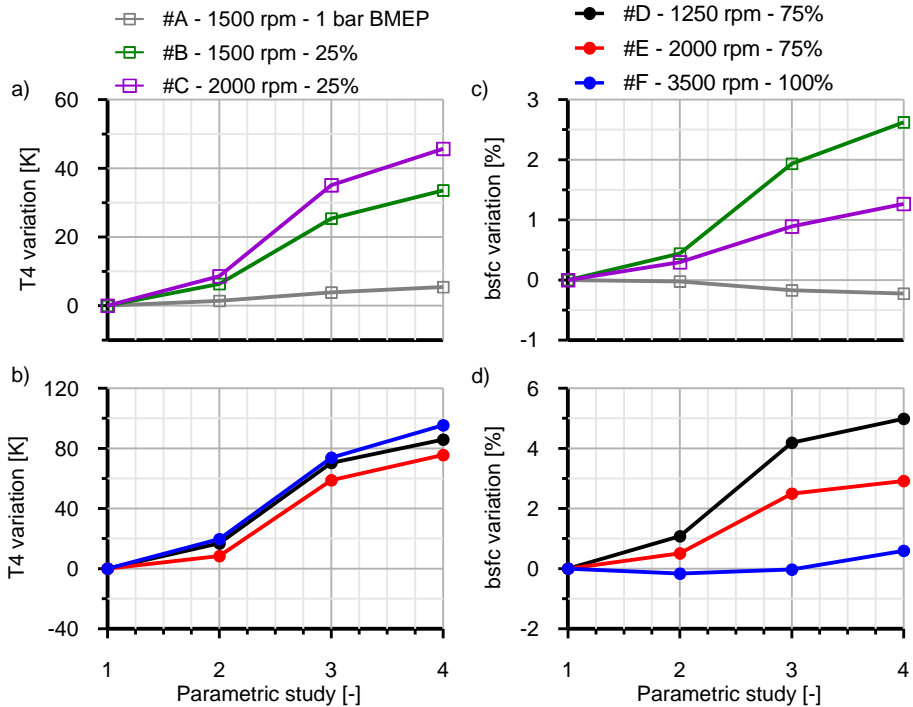 #A - 1500 rpm - 1 bar BMEP
#B - 1500 rpm - 25%
#C - 2000 rpm - 25%
#D - 1250 rpm - 75%
#E - 2000 rpm - 75%
#F - 3500 rpm - 100%
a)
60
40
20
0
T4 variation [K]
c)
3
2
1
0
-1
bsfc variation [%]
b)
120
80
40
0
-40
T4 variation [K]
1 2 3 4
Parametric study [-]
d)
6
4
2
0
-2
bsfc variation [%]
1 2 3 4
Parametric study [-]